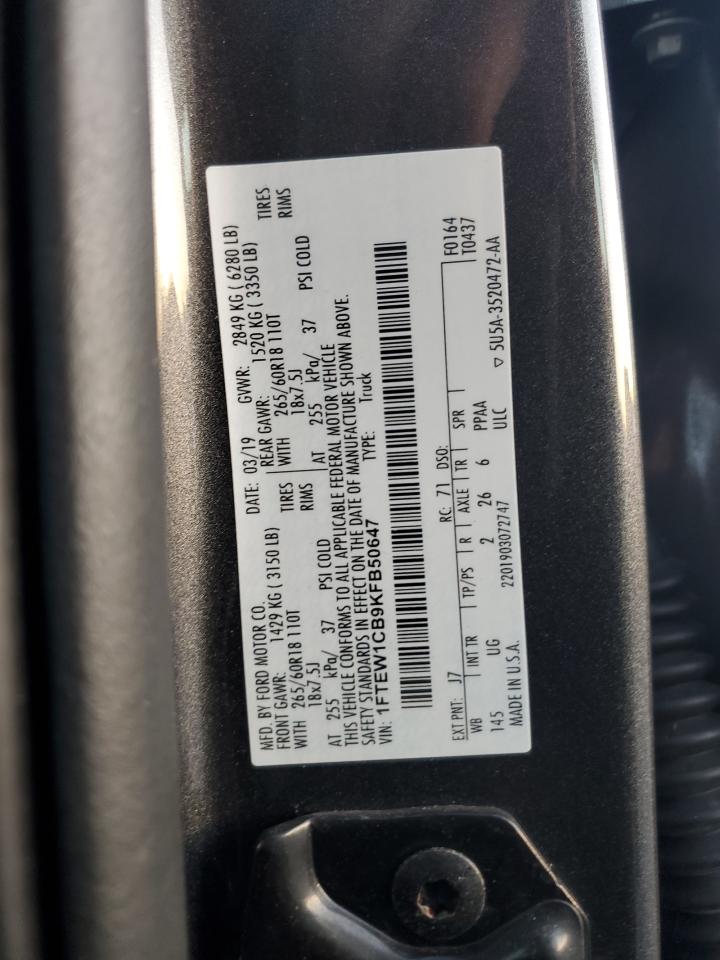 MFD. BY FORD MOTOR CO.
DATE: 03/19 GVWR: 2849 KG ( 6280 LB)
FRONT GAWR: 1429 KG ( 3150 LB) REAR GAWR: 1520 KG ( 3350 LB)
WITH 265/60R18 110T TIRES WITH 265/60R18 110T TIRES
18x7.5J RIMS 18x7.5J RIMS
AT 255 kPa/ 37 PSI COLD AT 255 kPa/ 37 PSI COLD
THIS VEHICLE CONFORMS TO ALL APPLICABLE FEDERAL MOTOR VEHICLE
SAFETY STANDARDS IN EFFECT ON THE DATE OF MANUFACTURE SHOWN ABOVE.
VIN: 1FTEW1CB9KFB50647 TYPE: Truck
F0164
EXT PNT: J7 RC: 71 DSO: T0437
WB INT TR TP/PS R AXLE TR SPR
145 UG 2 26 6 PPAA
ULC
MADE IN U.S.A. 2201903072747 ▽ 5U5A-3520472-AA